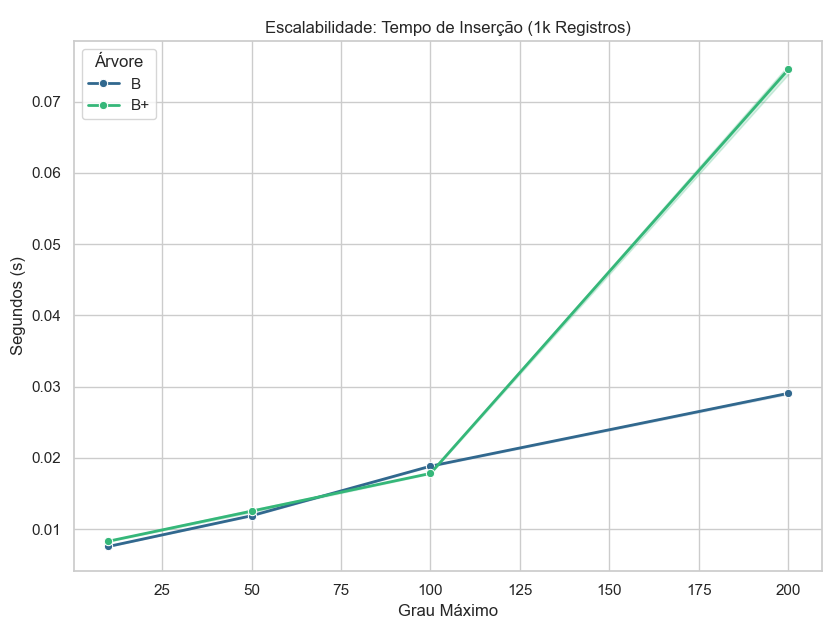 Escalabilidade: Tempo de Inserção (1k Registros)
Árvore
B
B+
0.07
0.06
0.05
0.04
0.03
0.02
0.01
Segundos (s)
25 50 75 100 125 150 175 200
Grau Máximo